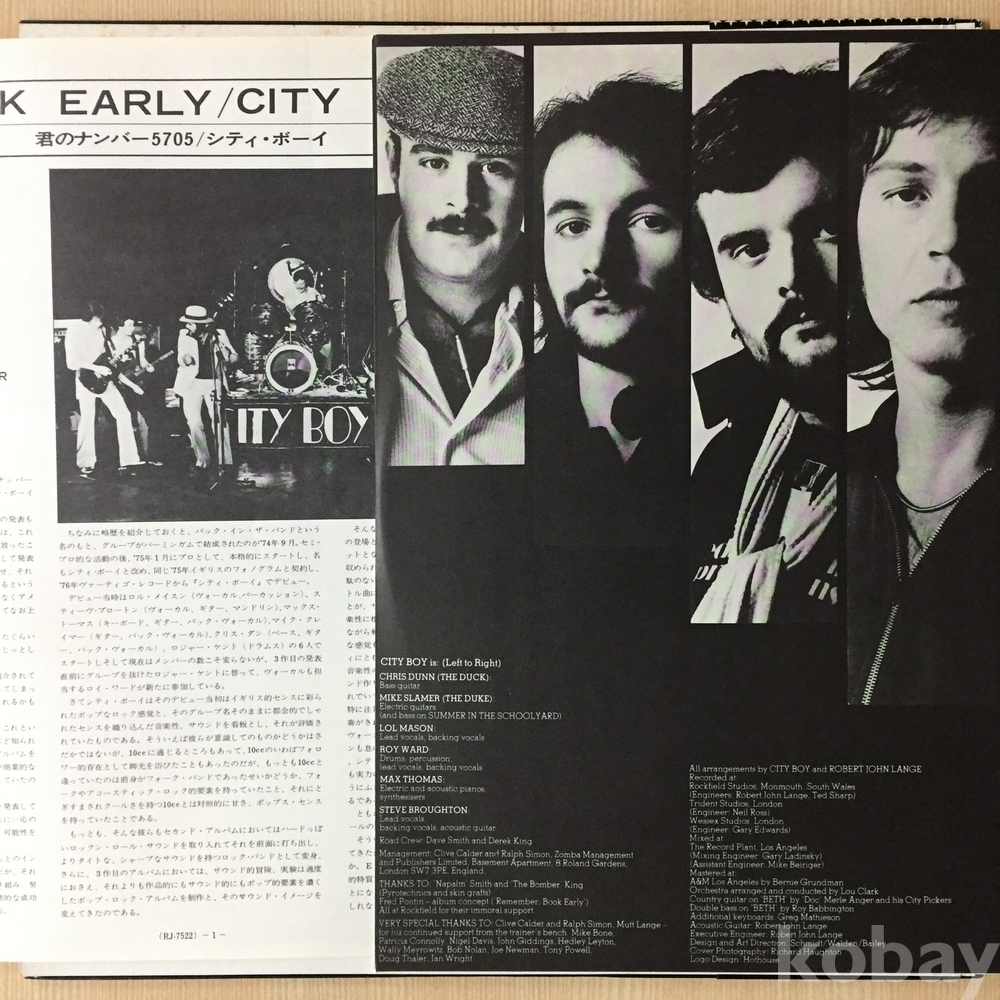 K EARLY/CITY
君のナンバー5705/シティ・ボーイ
R
ITY BOY
ちなみに略歴を紹介しておくと、バック・イン・ザ・バンドという
名のもと、グループがバーミンガムで結成されたのが'74年9月。セミ・
プロ的な活動の後、'75年1月にプロとして、本格的にスタートし、名
もシティ・ボーイと改め、同じ'75年イギリスのフォノグラムと契約し、
'76年ヴァーティゴ・レコードから『シティ・ボーイ』でデビュー。
デビュー当時はロル・メイスン（ヴォーカル、パーカッション）、ス
ティーヴ・ブロートン（ヴォーカル、ギター、マンドリン）、マックス・
トーマス（キーボード、ギター、バック・ヴォーカル）、マイク・クレ
イマー（ギター、バック・ヴォーカル）、クリス・ダン（ベース、ギタ
ー、バック・ヴォーカル）、ロジャー・ケント（ドラムス）の6人で
スタートしそして現在はメンバーの数こそ変らないが、3作目の発表
直前にグループを抜けたロジャー・ケントに替って、ヴォーカルも担
当するロイ・ワードが新たに参加している。
さてシティ・ボーイはそのデビュー当初はイギリス的センスに彩ら
れたポップなロック感覚と、そのグループ名そのままに都会的でしゃ
れたセンスを織り込んだ音楽性、サウンドを看板とし、それが評価さ
れていたものである。そういえば彼らが意識してのものかどうかはさ
だかではないが、10ccに通じるところもあって、10ccのいわばフォロ
ワー的存在として脚光を浴びたこともあったのだが、もっとも10ccと
違っていたのは前身がフォーク・バンドであったせいだろうか、フォ
ークやアコースティック・ロック的要素を持っていたこと、それにと
ぎすまされクールさを持つ10ccとは対照的に甘さ、ポップス・センス
を持っていたことだろう。
もっとも、そんな彼らもセカンド・アルバムにおいてはハードっぽ
いロックン・ロール・サウンドを取り入れてそれを前面に打ち出し、
よりタイトな、シャープなサウンドを持つロック・バンドとして変身、
さらに、3作目のアルバムにおいては、サウンド的冒険、実験は適度
におさえ、それよりも作品的にもサウンド的にもポップ的要素を濃く
したポップ・ロック・アルバムを制作と、そのサウンド・イメージを
変えてきたのである。
(RJ-7522) -1-
CITY BOY is: (Left to Right)
CHRIS DUNN (THE DUCK):
Bass guitar
MIKE SLAMER (THE DUKE):
Electric guitars
(and bass on SUMMER IN THE SCHOOLYARD)
LOL MASON:
Lead vocals, backing vocals
ROY WARD:
Drums, percussion,
lead vocals, backing vocals
MAX THOMAS:
Electric and acoustic pianos,
synthesisers
STEVE BROUGHTON:
Lead vocals,
backing vocals, acoustic guitar
Road Crew: Dave Smith and Derek King
Management: Clive Calder and Ralph Simon, Zomba Management
and Publishers Limited, Basement Apartment, 8 Roland Gardens,
London SW7 3PE, England.
THANKS TO: 'Napalm' Smith and 'The Bomber' King
(Pyrotechnics and skin grafts)
Fred Pontin – album concept ('Remember, Book Early')
All at Rockfield for their immoral support.
VERY SPECIAL THANKS TO: Clive Calder and Ralph Simon, Mutt Lange –
for his continued support from the trainer's bench, Mike Bone,
Patricia Connolly, Nigel Davis, John Giddings, Hedley Leyton,
Wally Meyrowitz, Bob Nolan, Joe Newman, Tony Powell,
Doug Thaler, Ian Wright
All arrangements by CITY BOY and ROBERT JOHN LANGE
Recorded at:
Rockfield Studios, Monmouth, South Wales
(Engineers: Robert John Lange, Ted Sharp)
Trident Studios, London
(Engineer: Neil Ross)
Wessex Studios, London
(Engineer: Gary Edwards)
Mixed at:
The Record Plant, Los Angeles
(Mixing Engineer: Gary Ladinsky)
(Assistant Engineer: Mike Beiriger)
Mastered at:
A&M Los Angeles by Bernie Grundman
Orchestra arranged and conducted by Lou Clark
Country guitar on 'BETH' by 'Doc' Merle Anger and his City Pickers
Double bass on 'BETH' by Roy Babbington
Additional keyboards: Greg Mathieson
Acoustic Guitar: Robert John Lange
Executive Engineer: Robert John Lange
Design and Art Direction: Schmidt/Walden/Bailey
Cover Photography: Richard Haughton
Logo Design: Hothouse
kobay